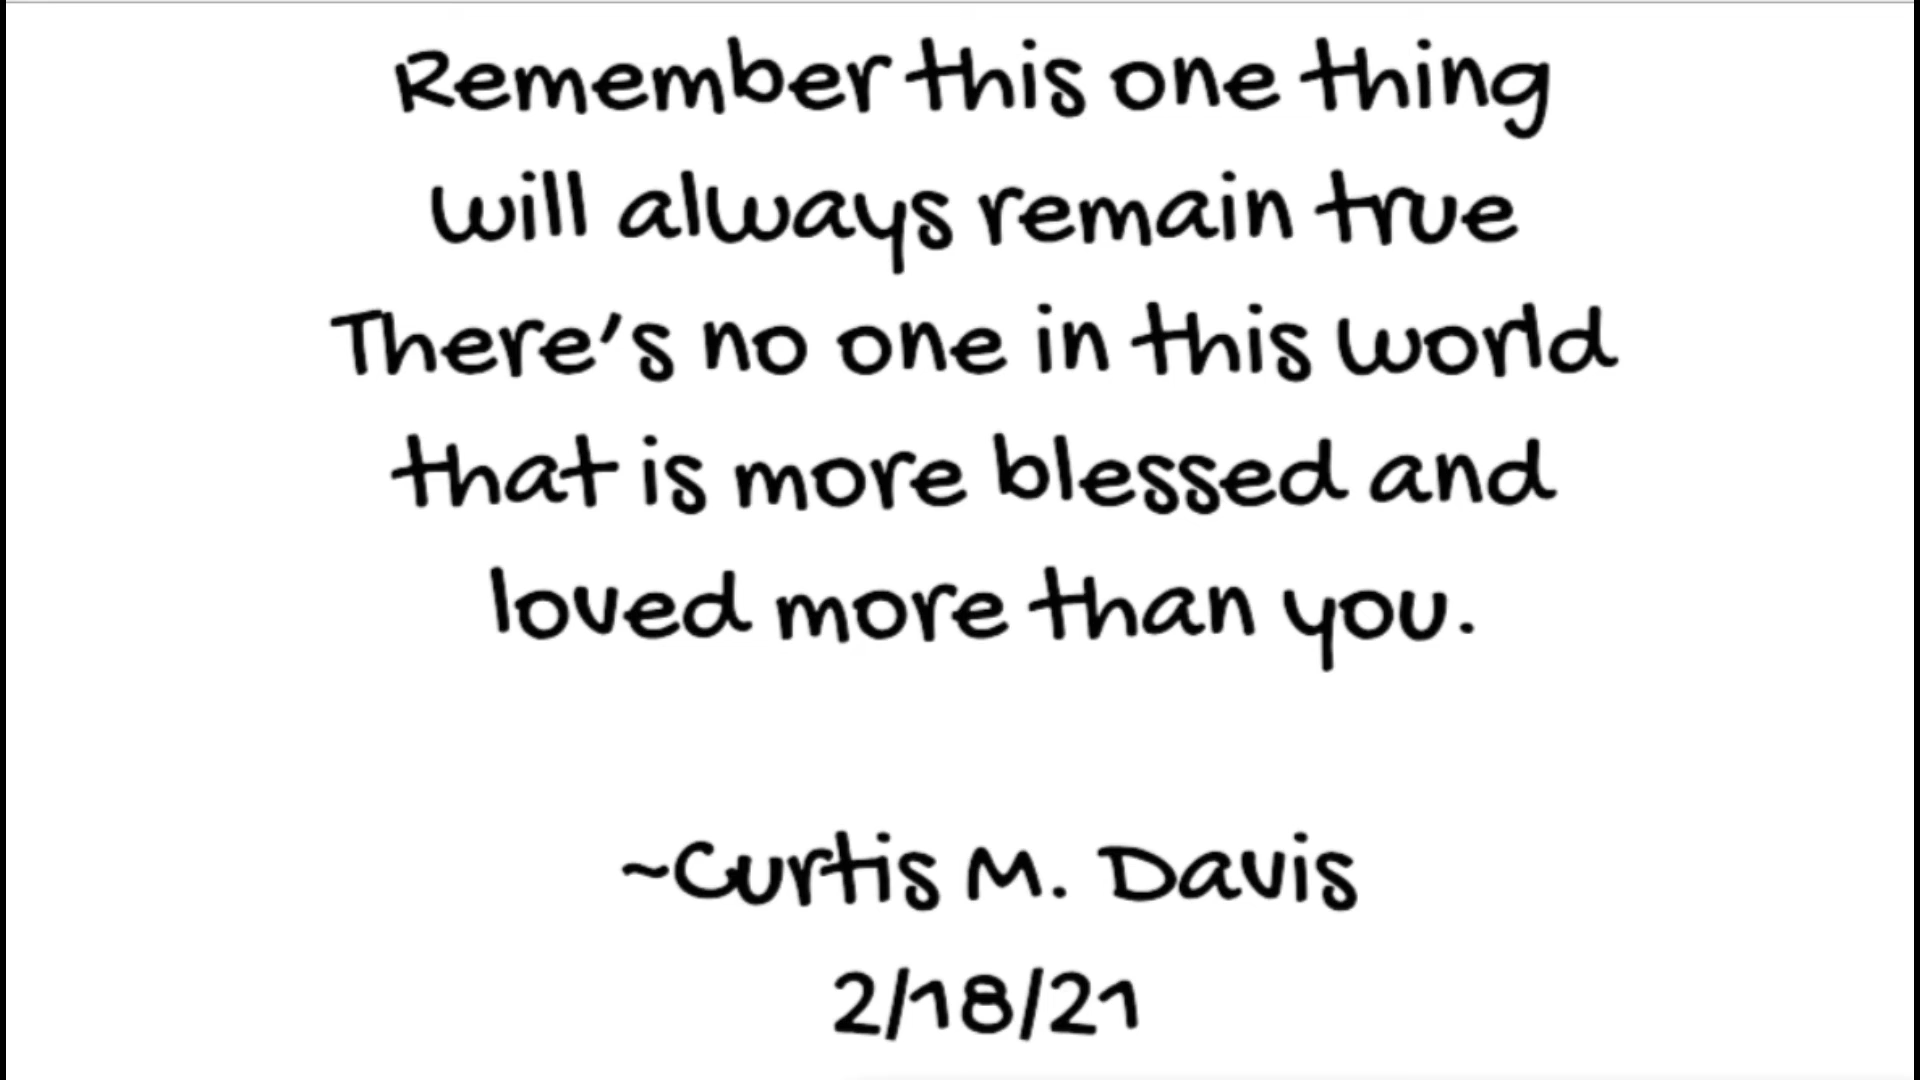 Remember this one thing
will always remain true
There's no one in this world
that is more blessed and
loved more than you.
~Curtis M. Davis
2/18/21